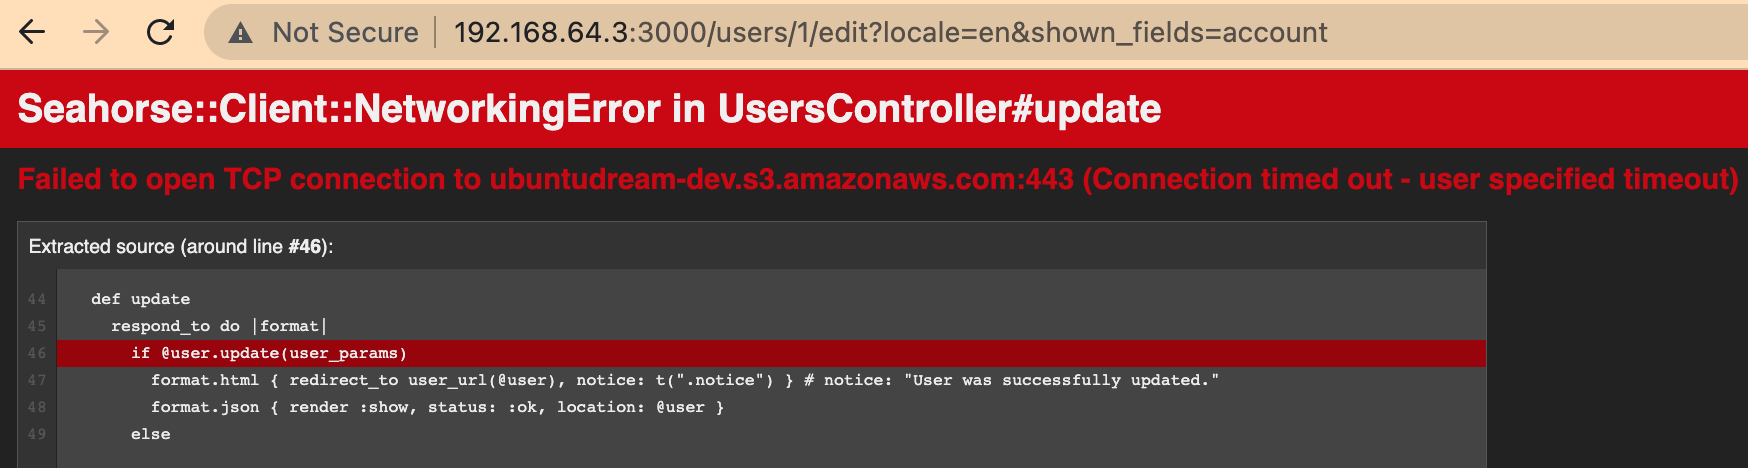 Not Secure 192.168.64.3:3000/users/1/edit?locale=en&shown_fields=account
Seahorse::Client::NetworkingError in UsersController#update
Failed to open TCP connection to ubuntudream-dev.s3.amazonaws.com:443 (Connection timed out - user specified timeout)
Extracted source (around line #46):
44 def update
45 respond_to do |format|
46 if @user.update(user_params)
47 format.html { redirect_to user_url(@user), notice: t(".notice") } # notice: "User was successfully updated."
48 format.json { render :show, status: :ok, location: @user }
49 else